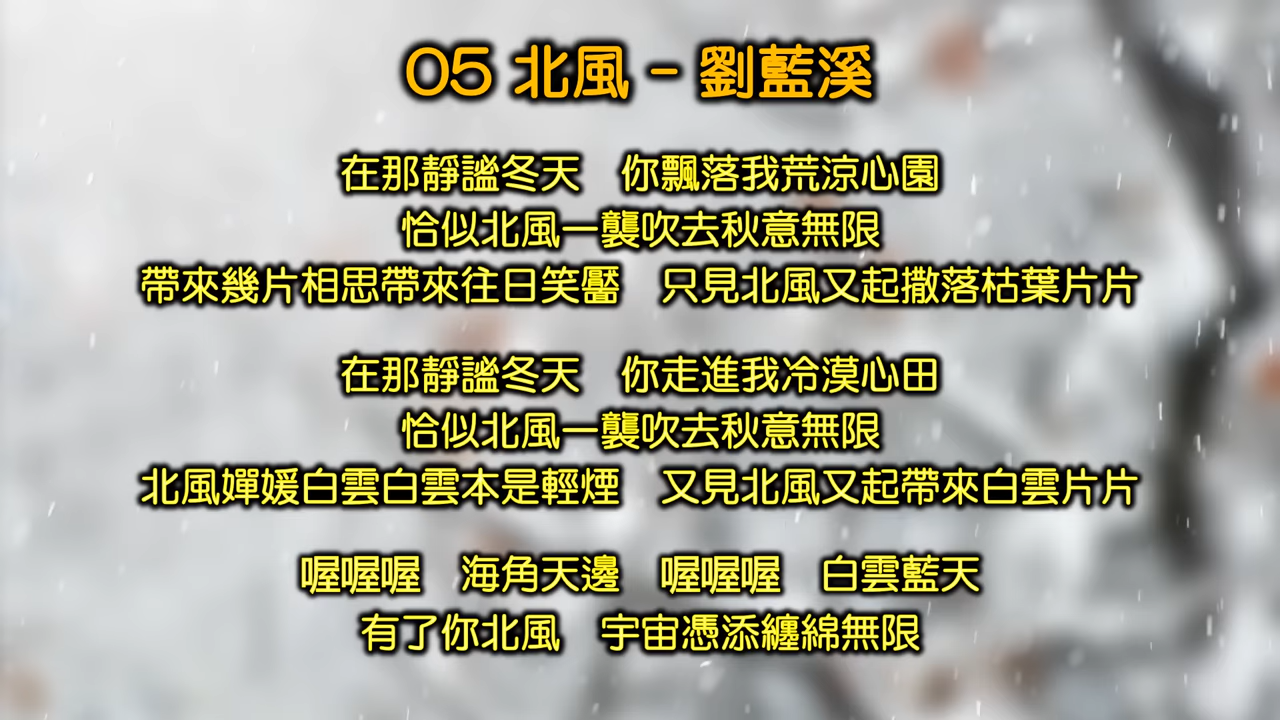 05 北風 - 劉藍溪
在那靜謐冬天　你飄落我荒涼心園
恰似北風一襲吹去秋意無限
帶來幾片相思帶來往日笑靨　只見北風又起撒落枯葉片片
在那靜謐冬天　你走進我冷漠心田
恰似北風一襲吹去秋意無限
北風嬋媛白雲白雲本是輕煙　又見北風又起帶來白雲片片
喔喔喔　海角天邊　喔喔喔　白雲藍天
有了你北風　宇宙憑添纏綿無限